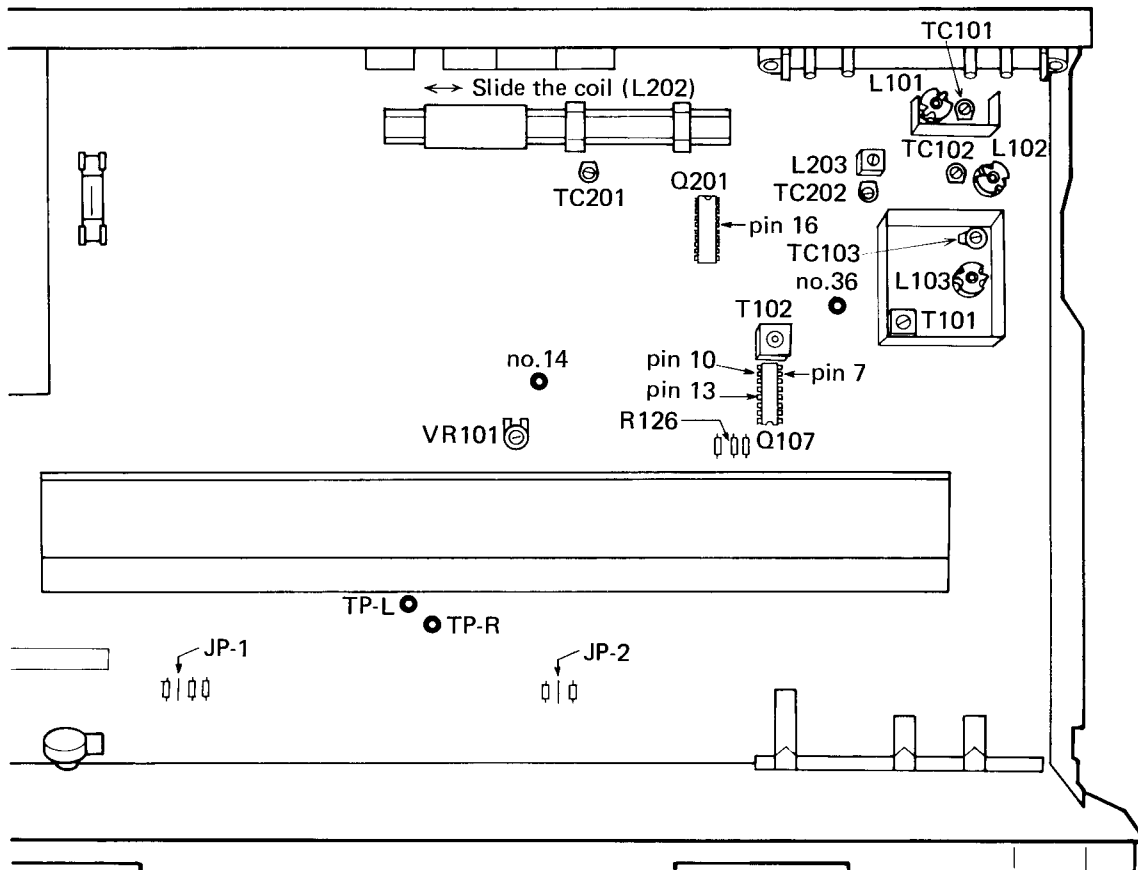 TC101
L101
Slide the coil (L202)
TC102
L102
L203
TC201
Q201
TC202
pin 16
TC103
no.36
L103
T102
T101
no.14
pin 10
pin 7
pin 13
R126
VR101
Q107
TP-L
TP-R
JP-1
JP-2